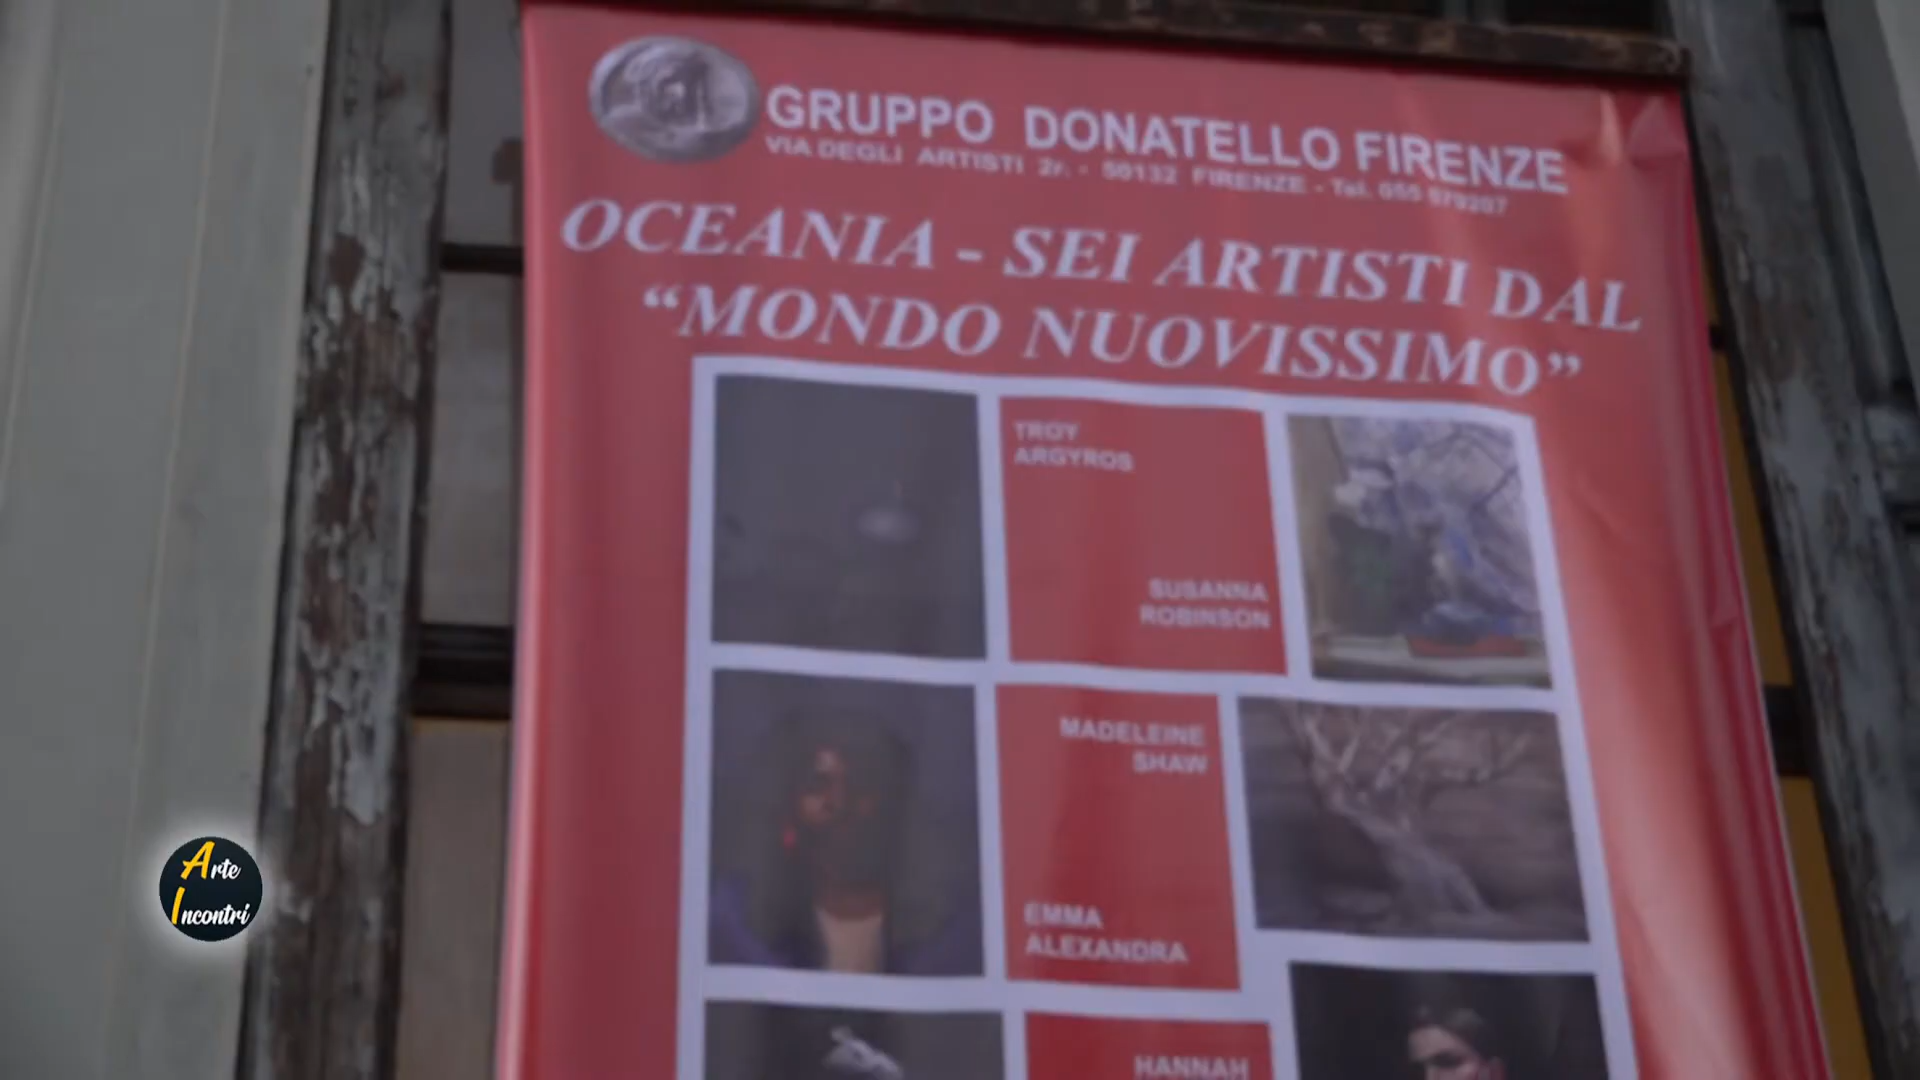 GRUPPO DONATELLO FIRENZE
VIA DEGLI ARTISTI 2r. - 50132 FIRENZE - Tel. 055 579207
OCEANIA - SEI ARTISTI DAL
“MONDO NUOVISSIMO”
TROY
ARGYROS
SUSANNA
ROBINSON
MADELEINE
SHAW
EMMA
ALEXANDRA
HANNAH
Arte
Incontri